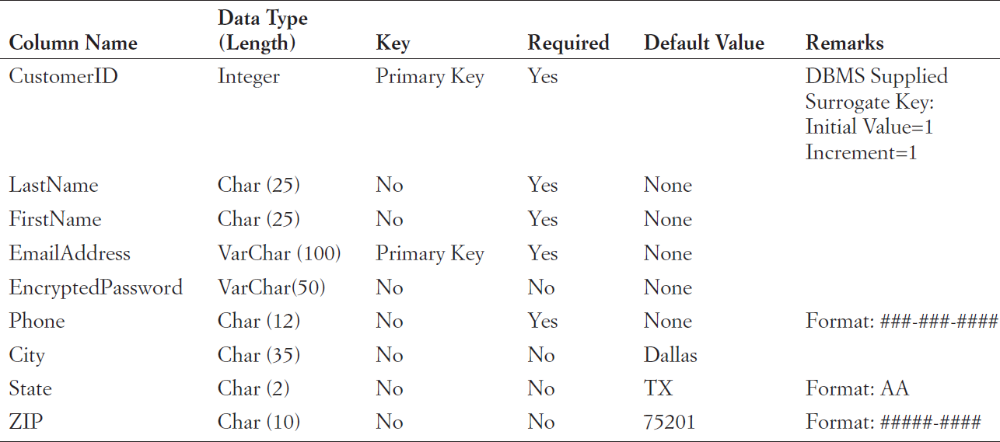 Column Name Data Type (Length) Key Required Default Value Remarks
CustomerID Integer Primary Key Yes DBMS Supplied
Surrogate Key:
Initial Value=1
Increment=1
LastName Char (25) No Yes None
FirstName Char (25) No Yes None
EmailAddress VarChar (100) Primary Key Yes None
EncryptedPassword VarChar(50) No No None
Phone Char (12) No Yes None Format: ###-###-####
City Char (35) No No Dallas
State Char (2) No No TX Format: AA
ZIP Char (10) No No 75201 Format: #####-####